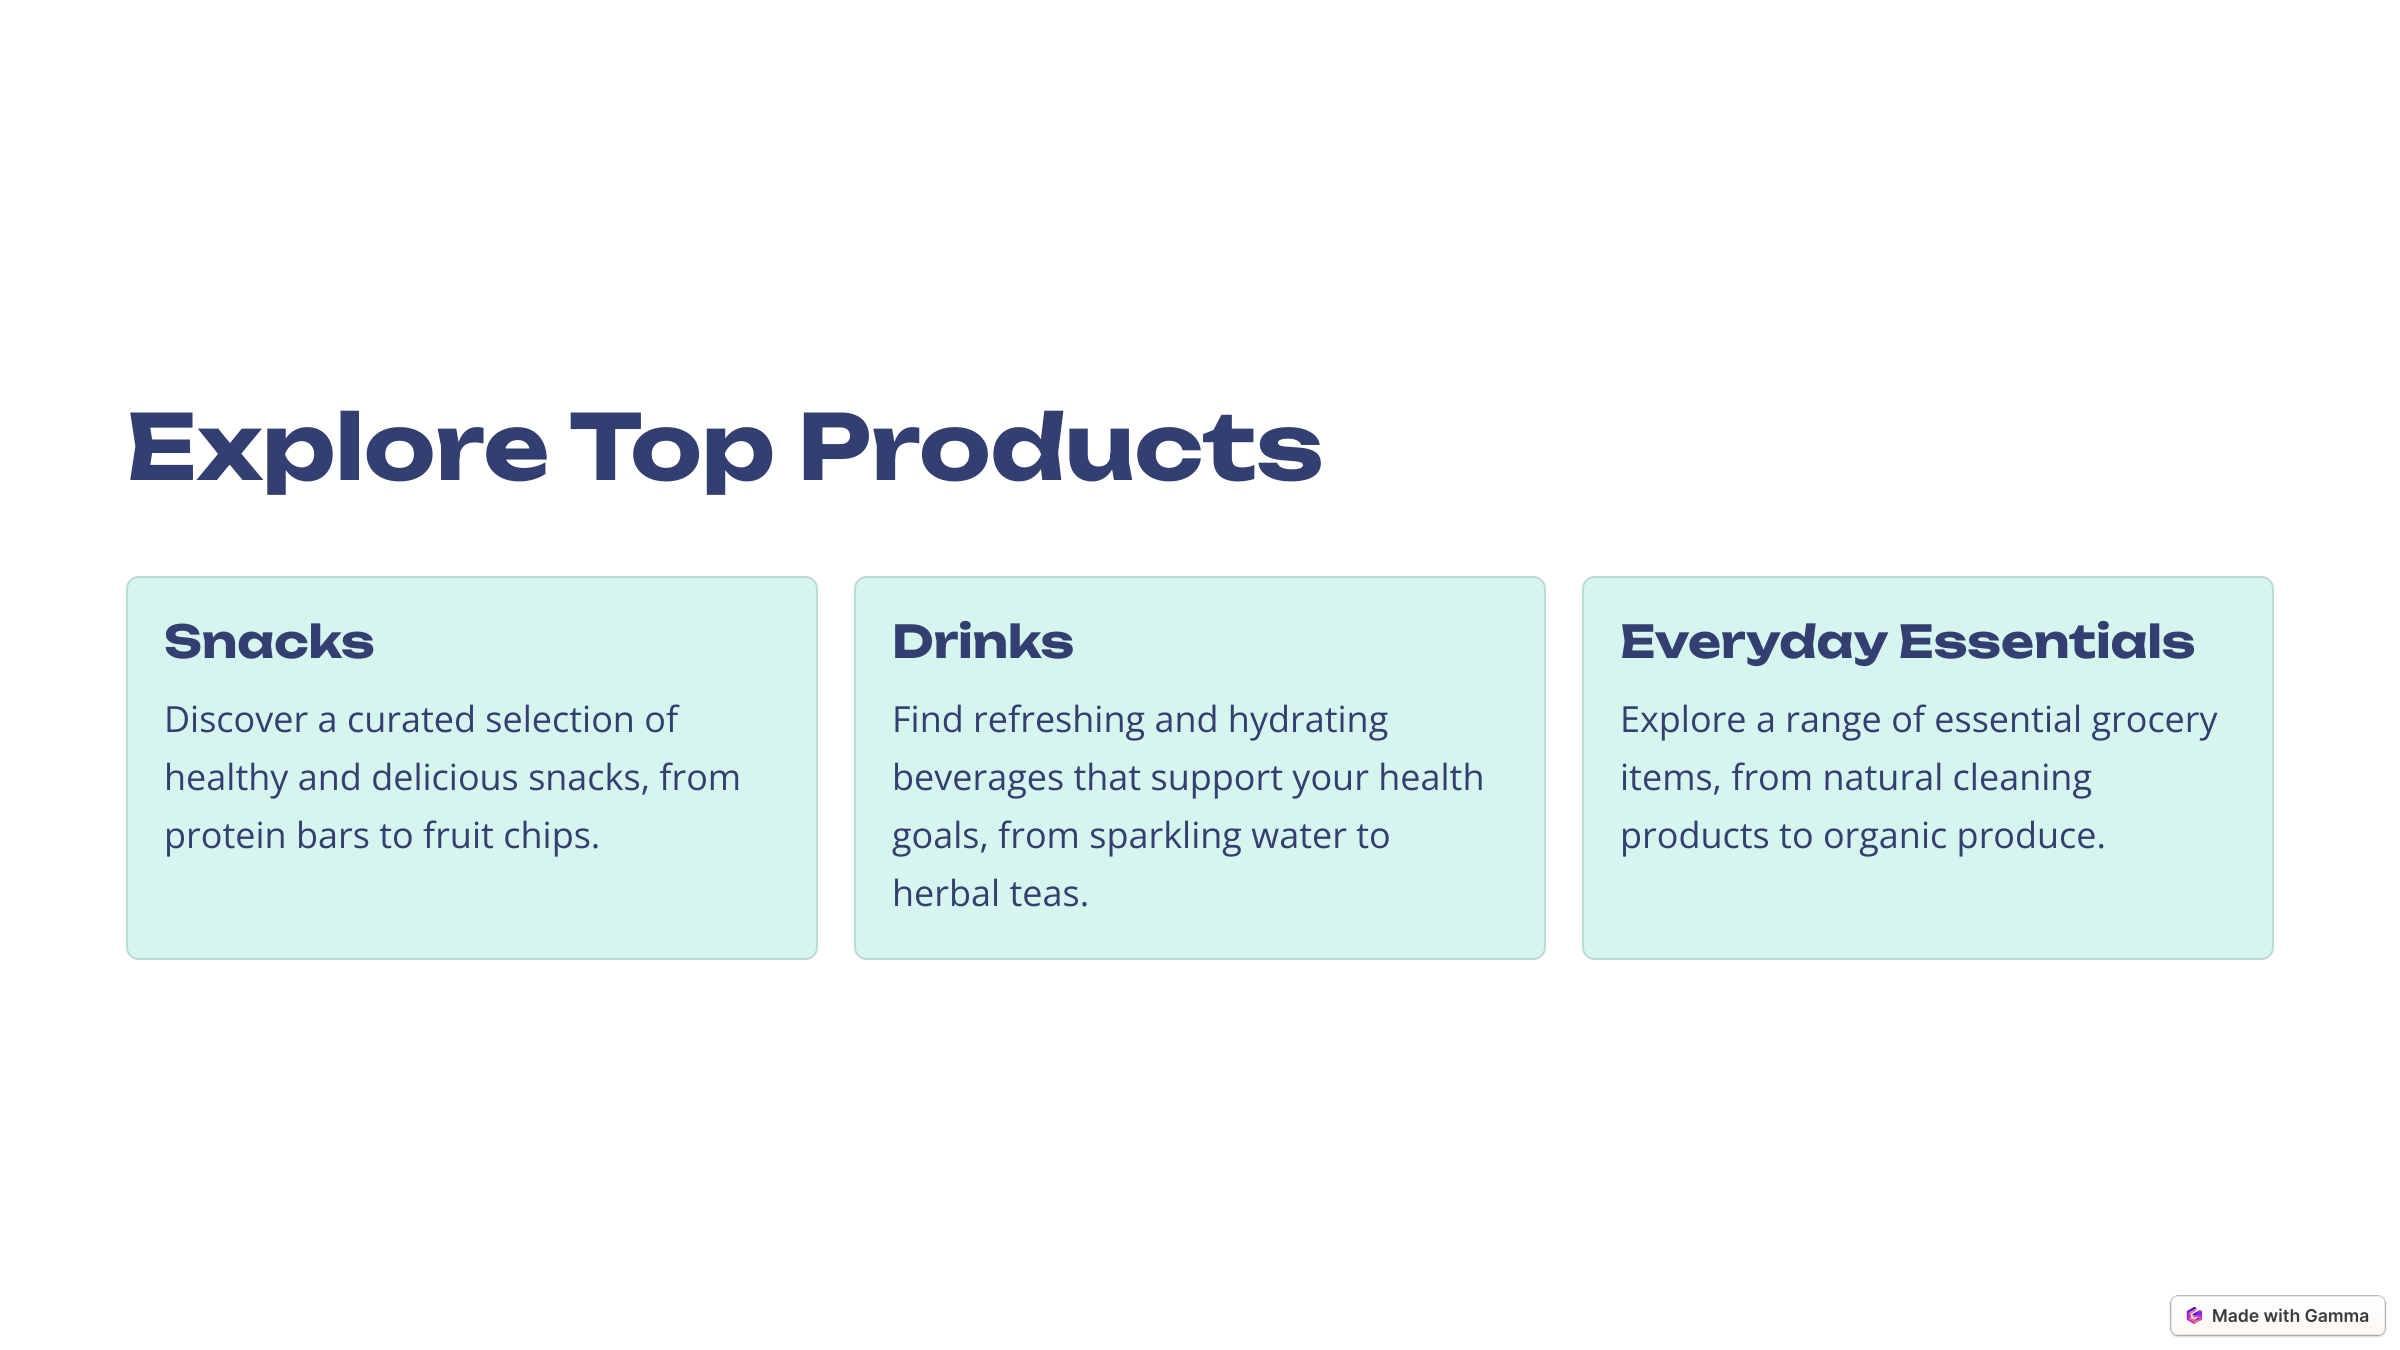 Explore Top Products
Snacks
Discover a curated selection of
healthy and delicious snacks, from
protein bars to fruit chips.
Drinks
Find refreshing and hydrating
beverages that support your health
goals, from sparkling water to
herbal teas.
Everyday Essentials
Explore a range of essential grocery
items, from natural cleaning
products to organic produce.
Made with Gamma